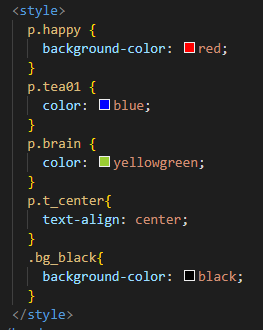 <style>
p.happy {
background-color: red;
}
p.tea01 {
color: blue;
}
p.brain {
color: yellowgreen;
}
p.t_center{
text-align: center;
}
.bg_black{
background-color: black;
}
</style>